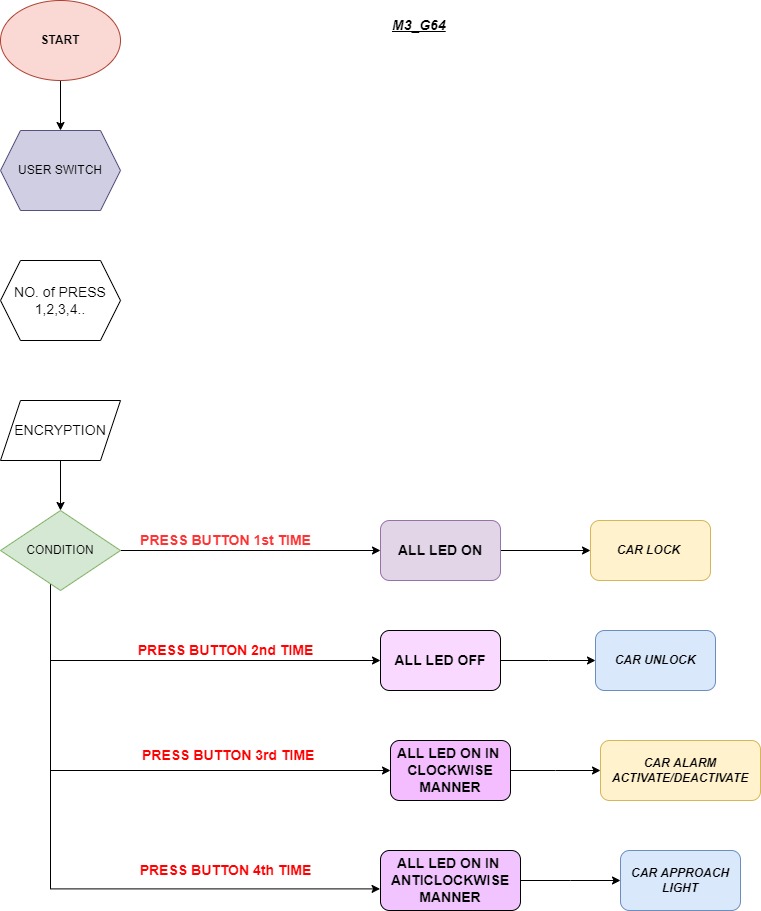 M3_G64
START
USER SWITCH
NO. of PRESS
1,2,3,4..
ENCRYPTION
CONDITION
PRESS BUTTON 1st TIME
ALL LED ON
CAR LOCK
PRESS BUTTON 2nd TIME
ALL LED OFF
CAR UNLOCK
PRESS BUTTON 3rd TIME
ALL LED ON IN
CLOCKWISE
MANNER
CAR ALARM
ACTIVATE/DEACTIVATE
PRESS BUTTON 4th TIME
ALL LED ON IN
ANTICLOCKWISE
MANNER
CAR APPROACH
LIGHT